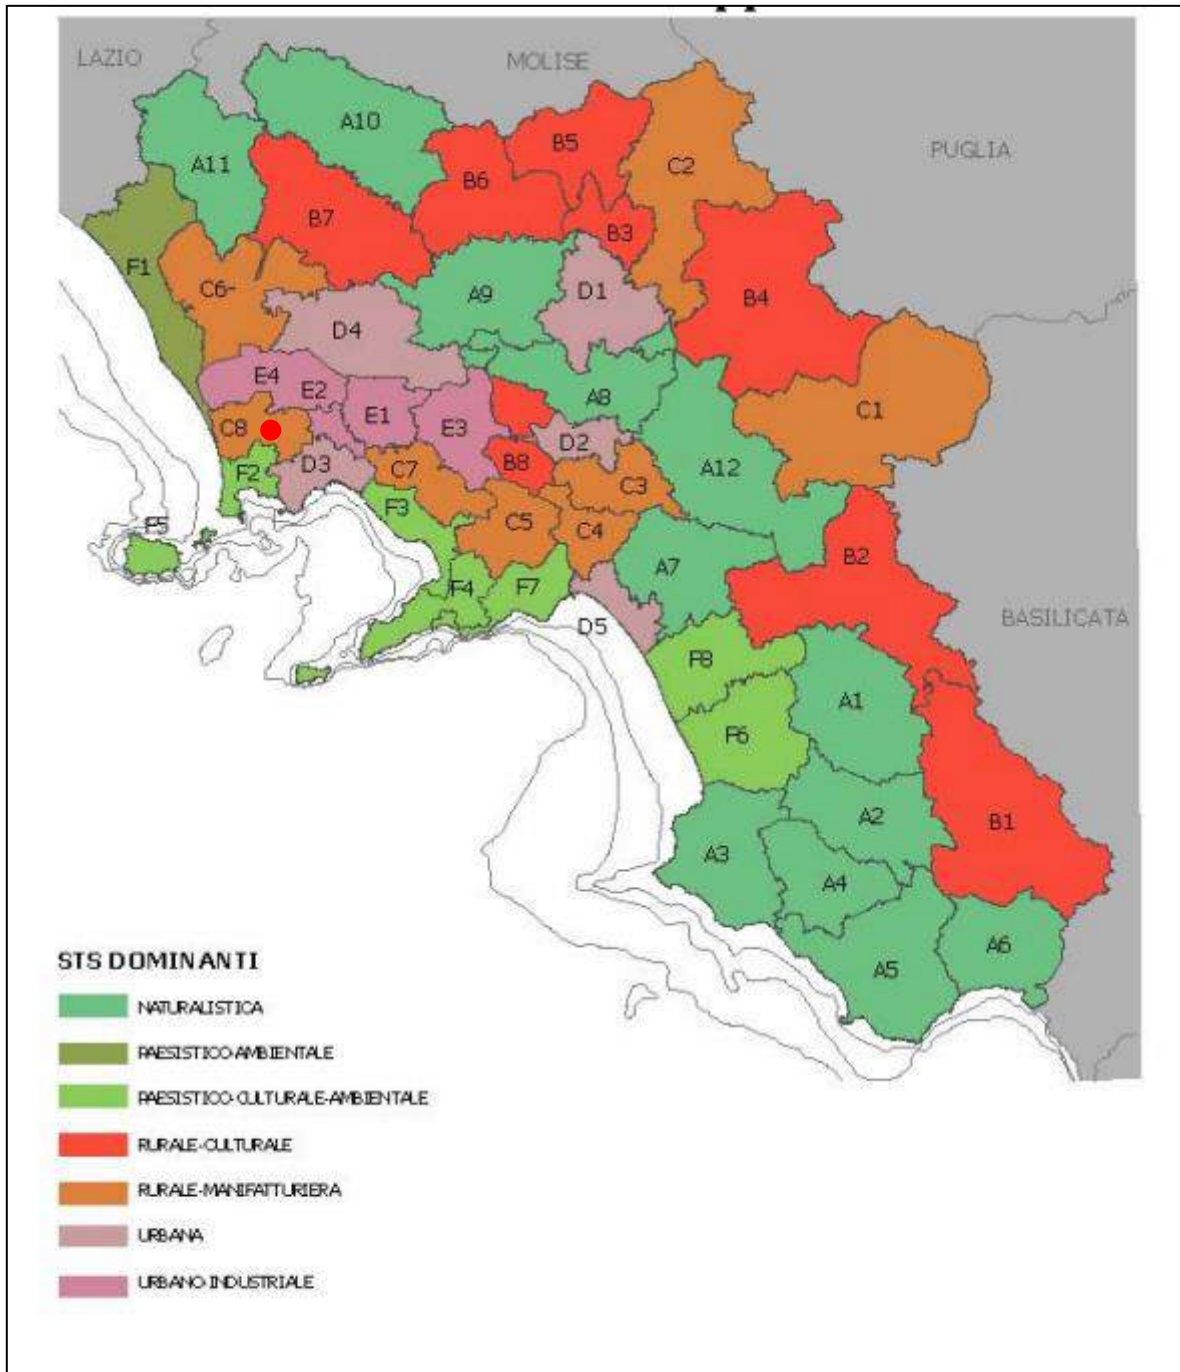 LAZIO
MOLISE
A10
B5
A11
B6
C2
PUGLIA
B7
B3
F1
C6-
A9
D1
B4
D4
E4
E2
A8
E1
E3
C1
C8
D2
D3
C7
B8
A12
F2
C3
F3
C5
C4
F5
B2
F4
F7
A7
D5
BASILICATA
F8
A1
F6
A2
B1
A3
A4
A6
A5
STS DOMINANTI
NATURALISTICA
PAESISTICO-AMBIENTALE
PAESISTICO-CULTURALE-AMBIENTALE
RURALE-CULTURALE
RURALE-MANIFATTURIERA
URBANA
URBANO-INDUSTRIALE